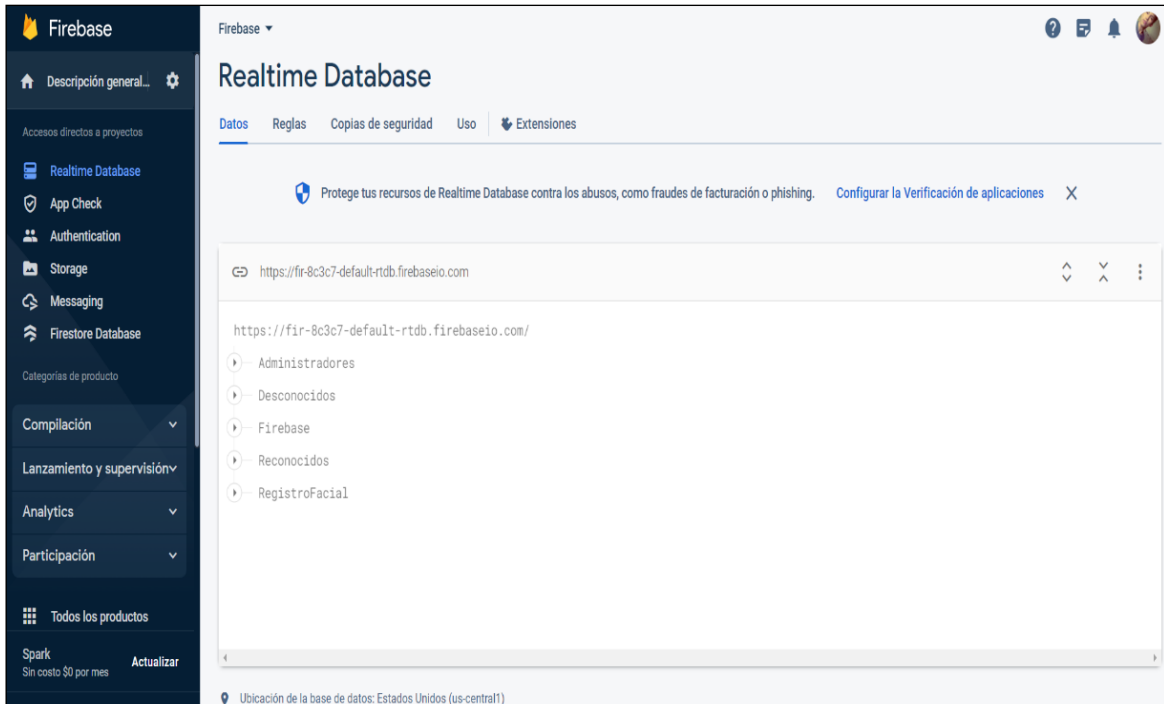 Firebase
Descripción general...
Accesos directos a proyectos
Realtime Database
App Check
Authentication
Storage
Messaging
Firestore Database
Categorías de producto
Compilación
Lanzamiento y supervisión
Analytics
Participación
Todos los productos
Spark
Sin costo $0 por mes
Actualizar
Firebase
Realtime Database
Datos Reglas Copias de seguridad Uso Extensiones
Protege tus recursos de Realtime Database contra los abusos, como fraudes de facturación o phishing. Configurar la Verificación de aplicaciones
https://fir-8c3c7-default-rtdb.firebaseio.com
https://fir-8c3c7-default-rtdb.firebaseio.com/
Administradores
Desconocidos
Firebase
Reconocidos
RegistroFacial
Ubicación de la base de datos: Estados Unidos (us-central1)